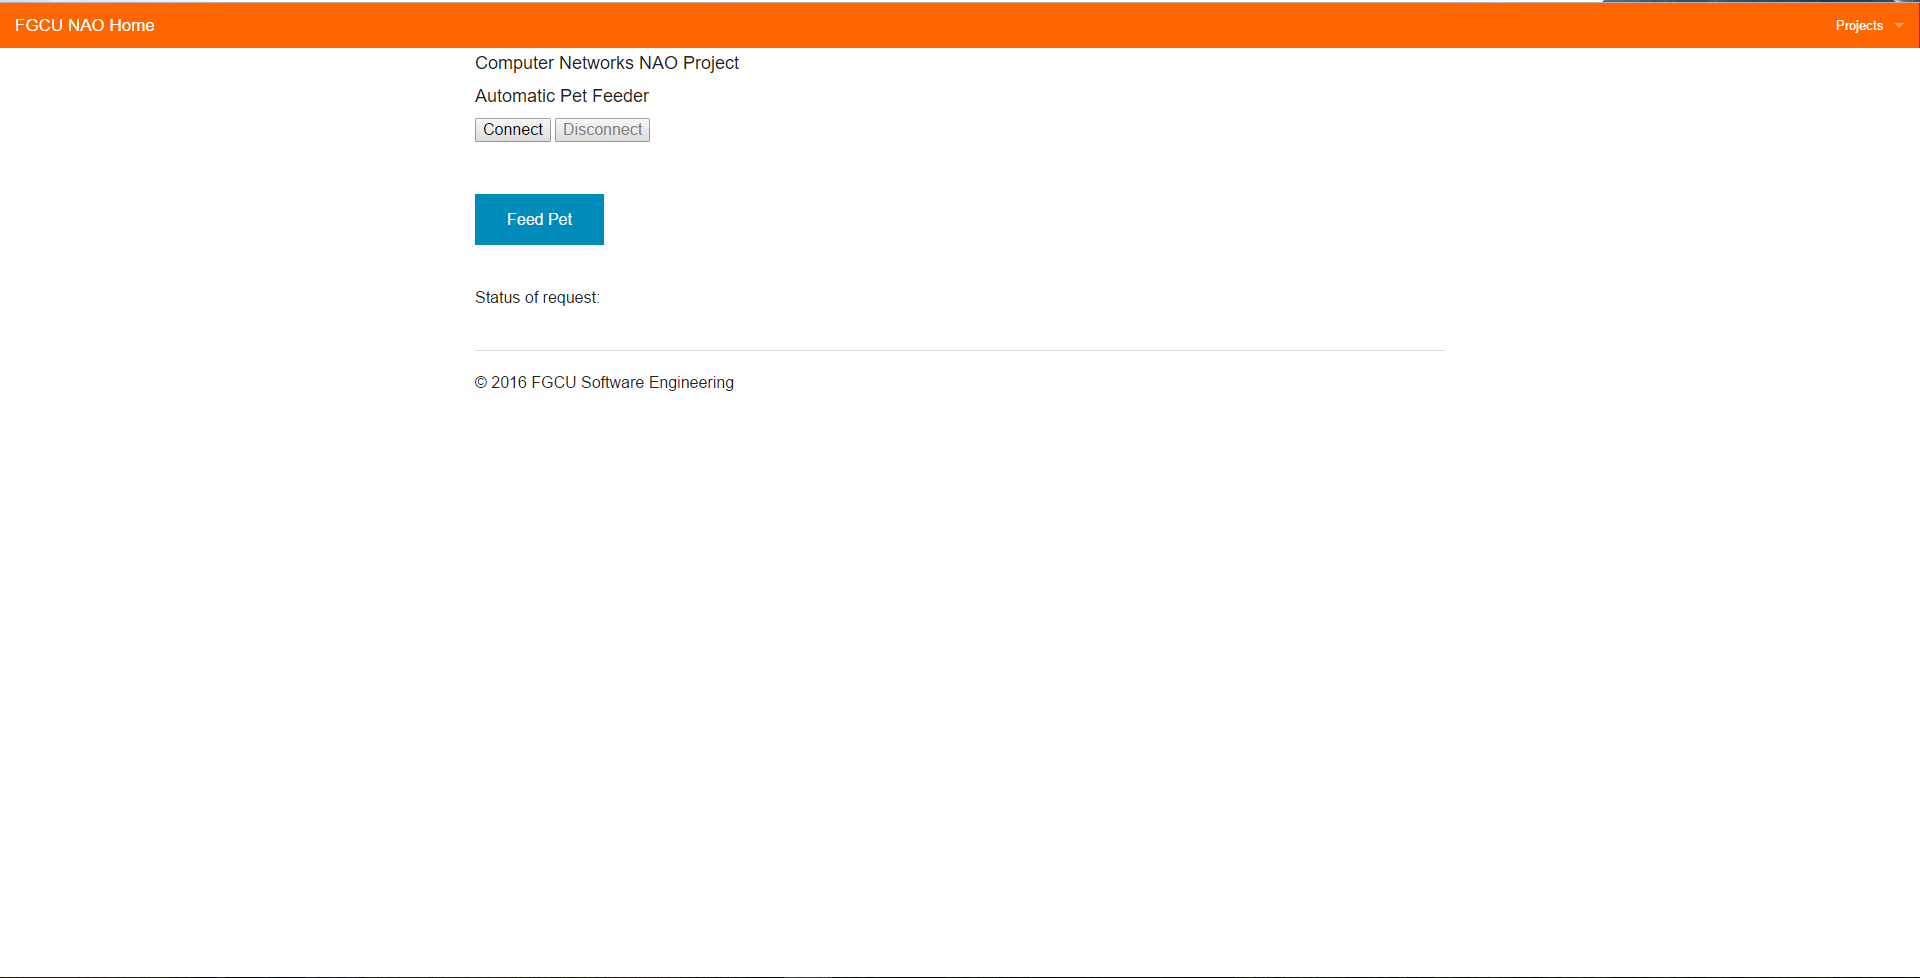 FGCU NAO Home Projects
Computer Networks NAO Project
Automatic Pet Feeder
Connect Disconnect
Feed Pet
Status of request:
© 2016 FGCU Software Engineering